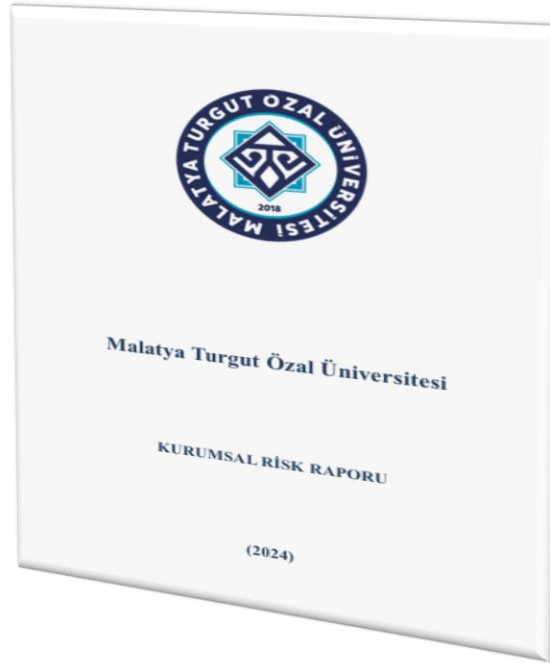 MALATYA TURGUT ÖZAL ÜNİVERSİTESİ
2018
Malatya Turgut Özal Üniversitesi
KURUMSAL RİSK RAPORU
(2024)